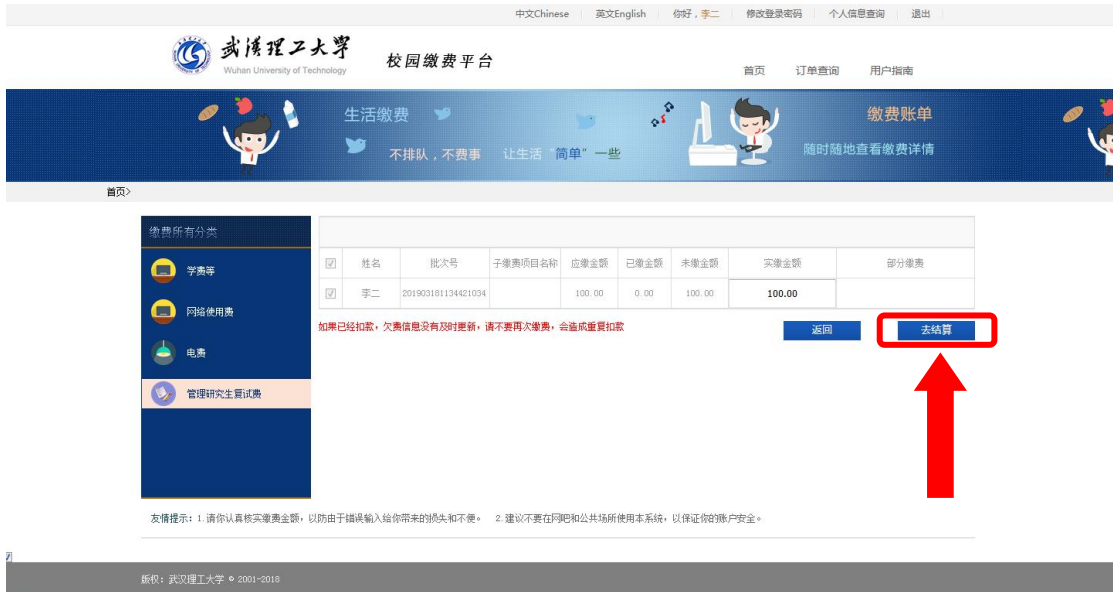 中文Chinese 英文English 你好，李二 修改登录密码 个人信息查询 退出
武汉理工大学
Wuhan University of Technology
校园缴费平台
首页 订单查询 用户指南
生活缴费
不排队，不费事 让生活“简单”一些
缴费账单
随时随地查看缴费详情
首页>
缴费所有分类
学费等
网络使用费
电费
管理研究生复试费
姓名 批次号 子缴费项目名称 应缴金额 已缴金额 未缴金额 实缴金额 部分缴费
李二 201903181134421034 100.00 0.00 100.00 100.00
如果已经扣款，欠费信息没有及时更新，请不要再次缴费，会造成重复扣款
返回 去结算
友情提示：1.请你认真核实缴费金额，以防由于错误输入给你带来的损失和不便。 2.建议不要在网吧和公共场所使用本系统，以保证你的账户安全。
版权：武汉理工大学 © 2001-2018